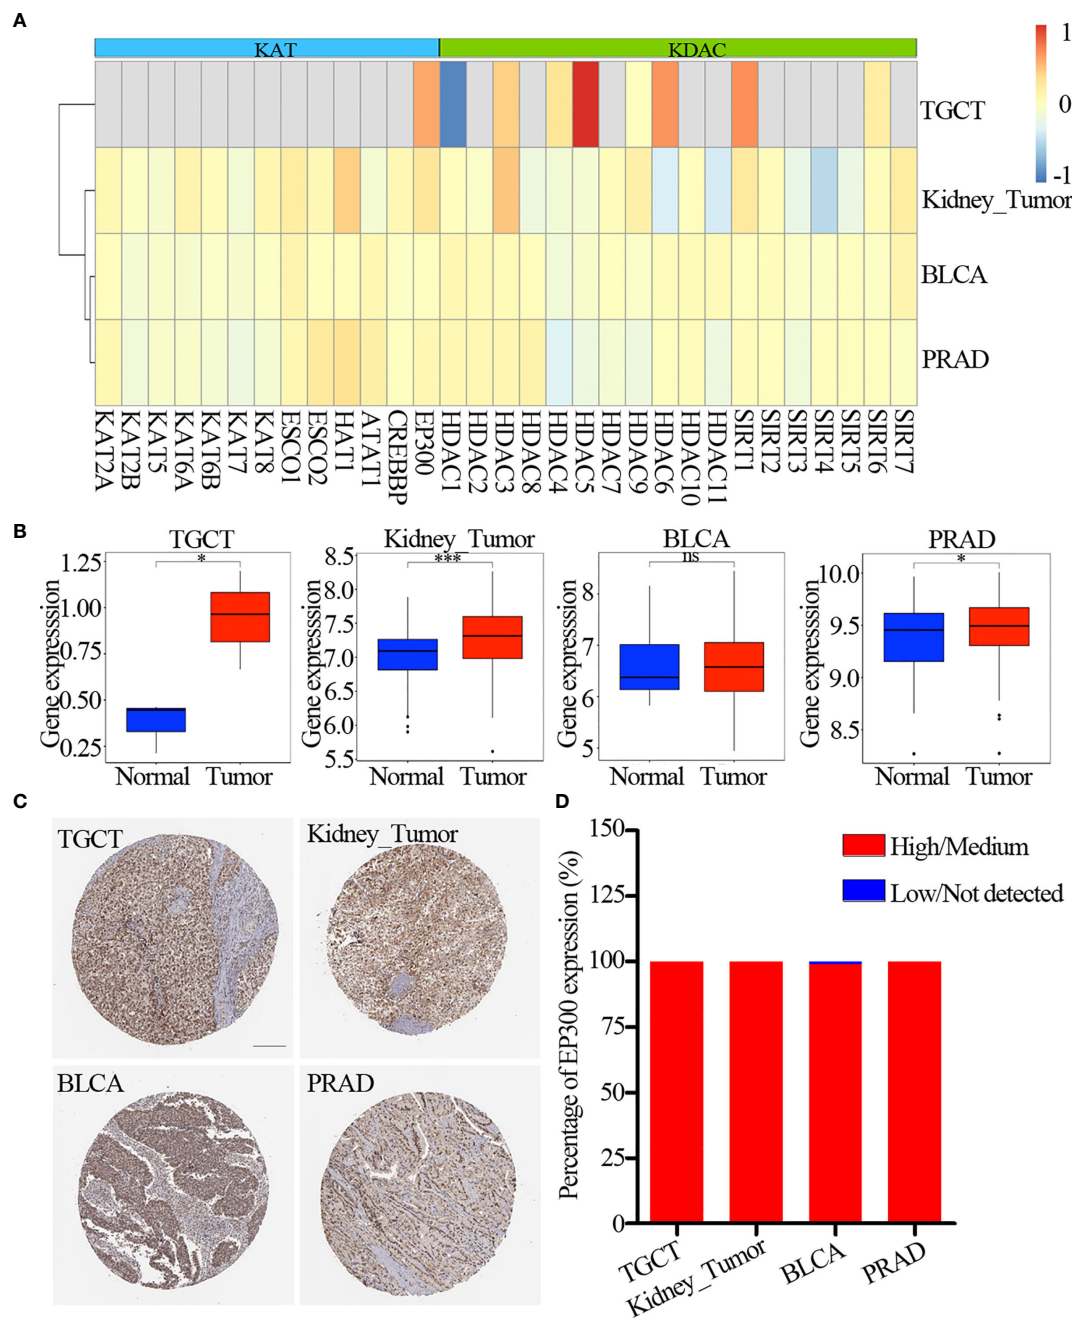 A
KAT KDAC
1
0
-1
TGCT
Kidney_Tumor
BLCA
PRAD
KAT2A KAT2B KAT5 KAT6A KAT6B KAT7 KAT8 ESCO1 ESCO2 HAT1 ATAT1 CREBBP EP300 HDAC1 HDAC2 HDAC3 HDAC8 HDAC4 HDAC5 HDAC7 HDAC9 HDAC6 HDAC10 HDAC11 SIRT1 SIRT2 SIRT3 SIRT4 SIRT5 SIRT6 SIRT7
B
TGCT
*
Gene expresssion
1.25
1.00
0.75
0.50
0.25
Normal Tumor
Kidney_Tumor
***
Gene expresssion
8.5
8.0
7.5
7.0
6.5
6.0
5.5
Normal Tumor
BLCA
ns
Gene expresssion
8
7
6
5
Normal Tumor
PRAD
*
Gene expresssion
10.0
9.5
9.0
8.5
Normal Tumor
C
TGCT
Kidney_Tumor
BLCA
PRAD
D
Percentage of EP300 expression (%)
150
125
100
75
50
25
0
High/Medium
Low/Not detected
TGCT
Kidney_Tumor
BLCA
PRAD